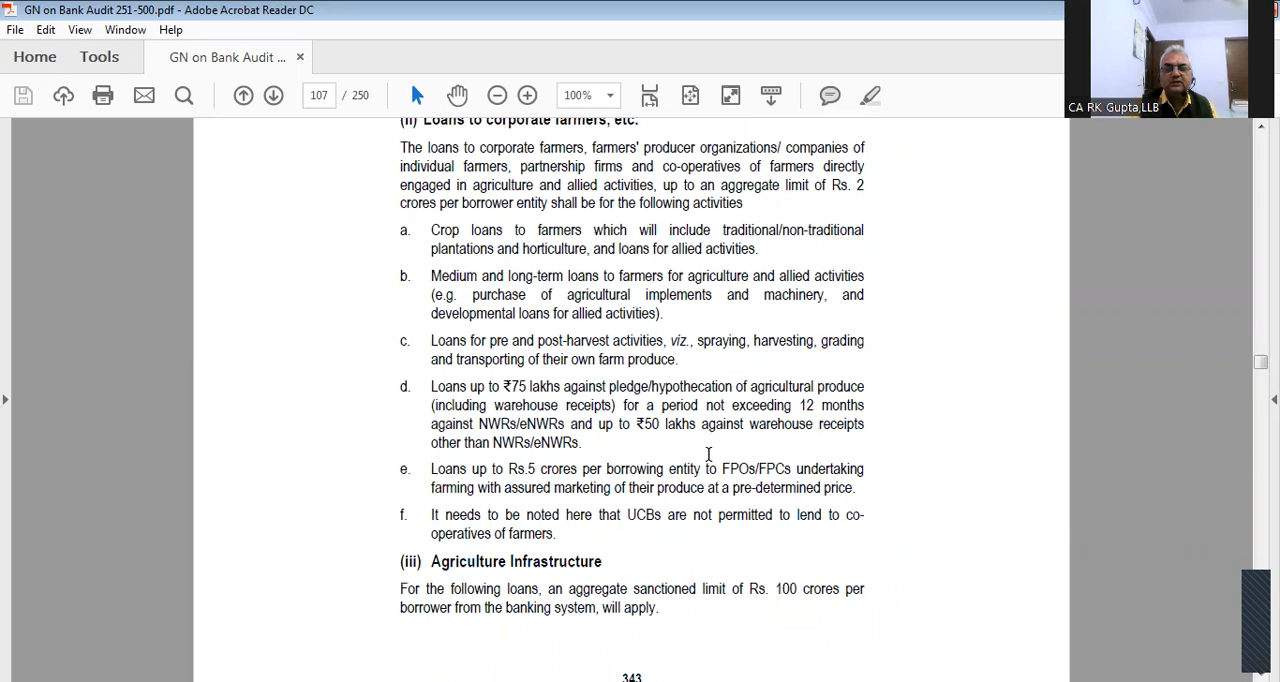 GN on Bank Audit 251-500.pdf - Adobe Acrobat Reader DC
File Edit View Window Help
Home Tools GN on Bank Audit ... ×
107 / 250 100%
CA RK Gupta,LLB
(ii) Loans to corporate farmers, etc.
The loans to corporate farmers, farmers' producer organizations/ companies of
individual farmers, partnership firms and co-operatives of farmers directly
engaged in agriculture and allied activities, up to an aggregate limit of Rs. 2
crores per borrower entity shall be for the following activities
a. Crop loans to farmers which will include traditional/non-traditional
plantations and horticulture, and loans for allied activities.
b. Medium and long-term loans to farmers for agriculture and allied activities
(e.g. purchase of agricultural implements and machinery, and
developmental loans for allied activities).
c. Loans for pre and post-harvest activities, viz., spraying, harvesting, grading
and transporting of their own farm produce.
d. Loans up to ₹75 lakhs against pledge/hypothecation of agricultural produce
(including warehouse receipts) for a period not exceeding 12 months
against NWRs/eNWRs and up to ₹50 lakhs against warehouse receipts
other than NWRs/eNWRs.
e. Loans up to Rs.5 crores per borrowing entity to FPOs/FPCs undertaking
farming with assured marketing of their produce at a pre-determined price.
f. It needs to be noted here that UCBs are not permitted to lend to co-
operatives of farmers.
(iii) Agriculture Infrastructure
For the following loans, an aggregate sanctioned limit of Rs. 100 crores per
borrower from the banking system, will apply.
343